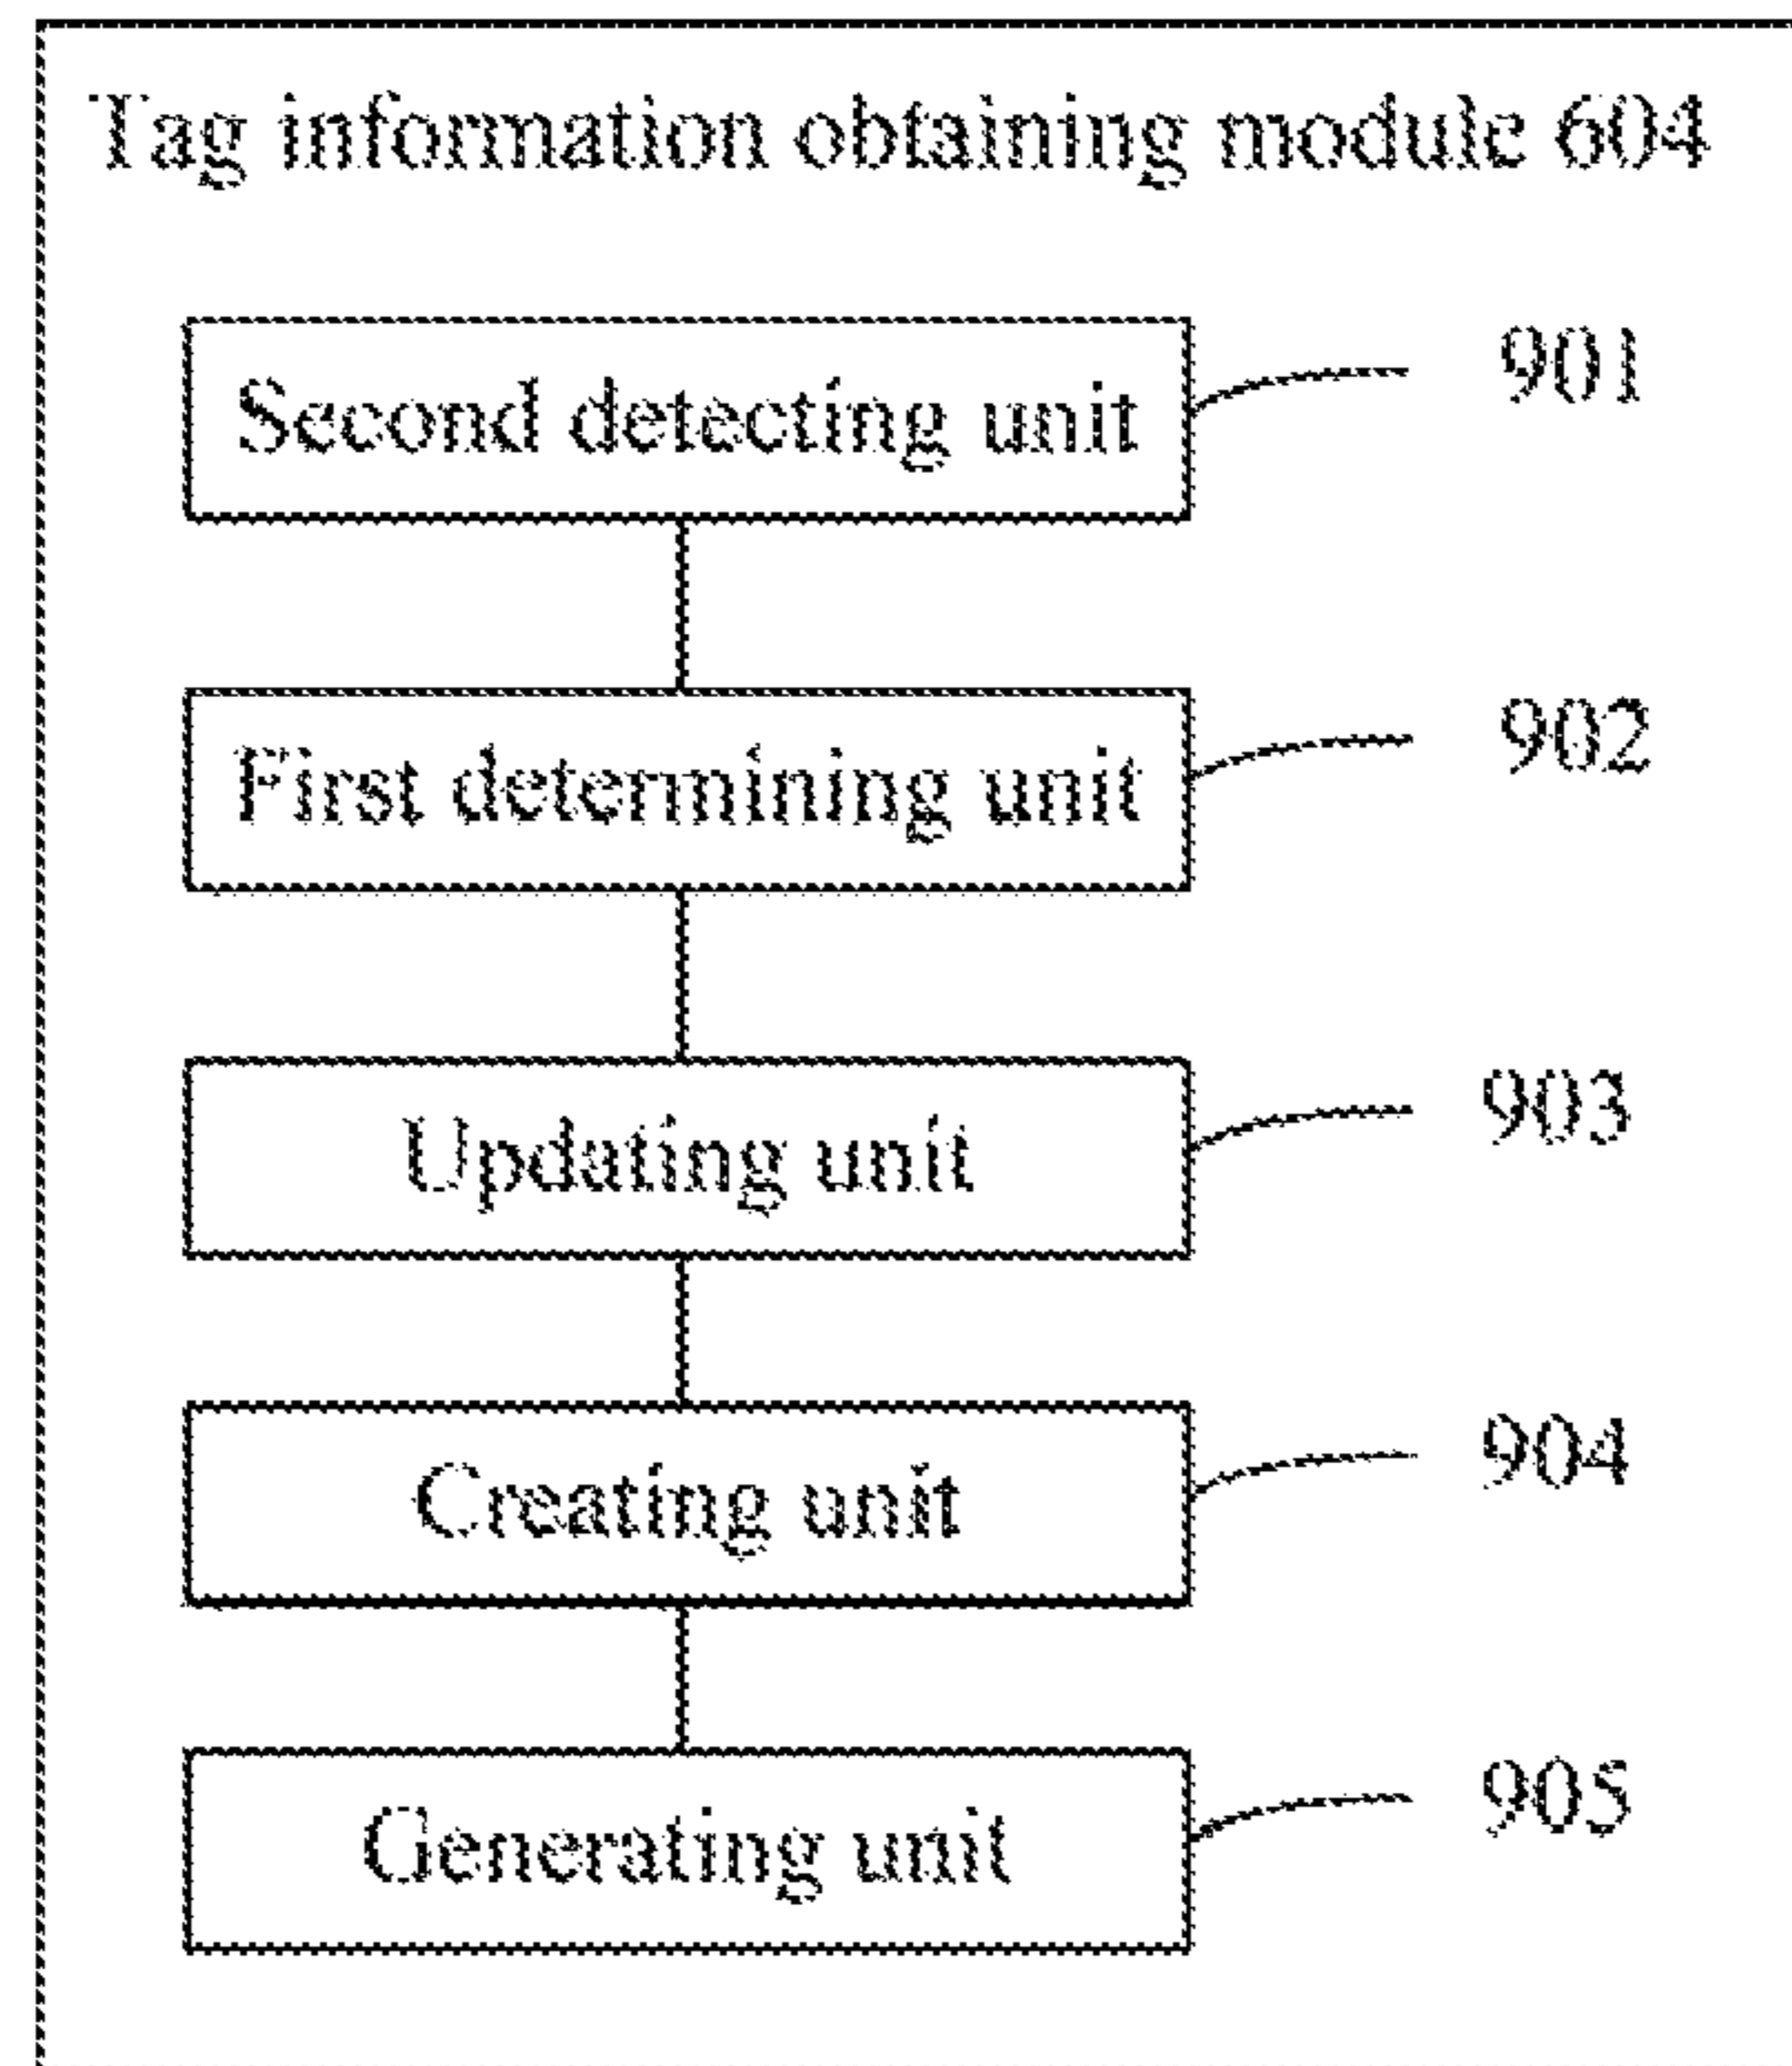 Tag information obtaining module 604
Second detecting unit 901
First determining unit 902
Updating unit 903
Creating unit 904
Generating unit 905